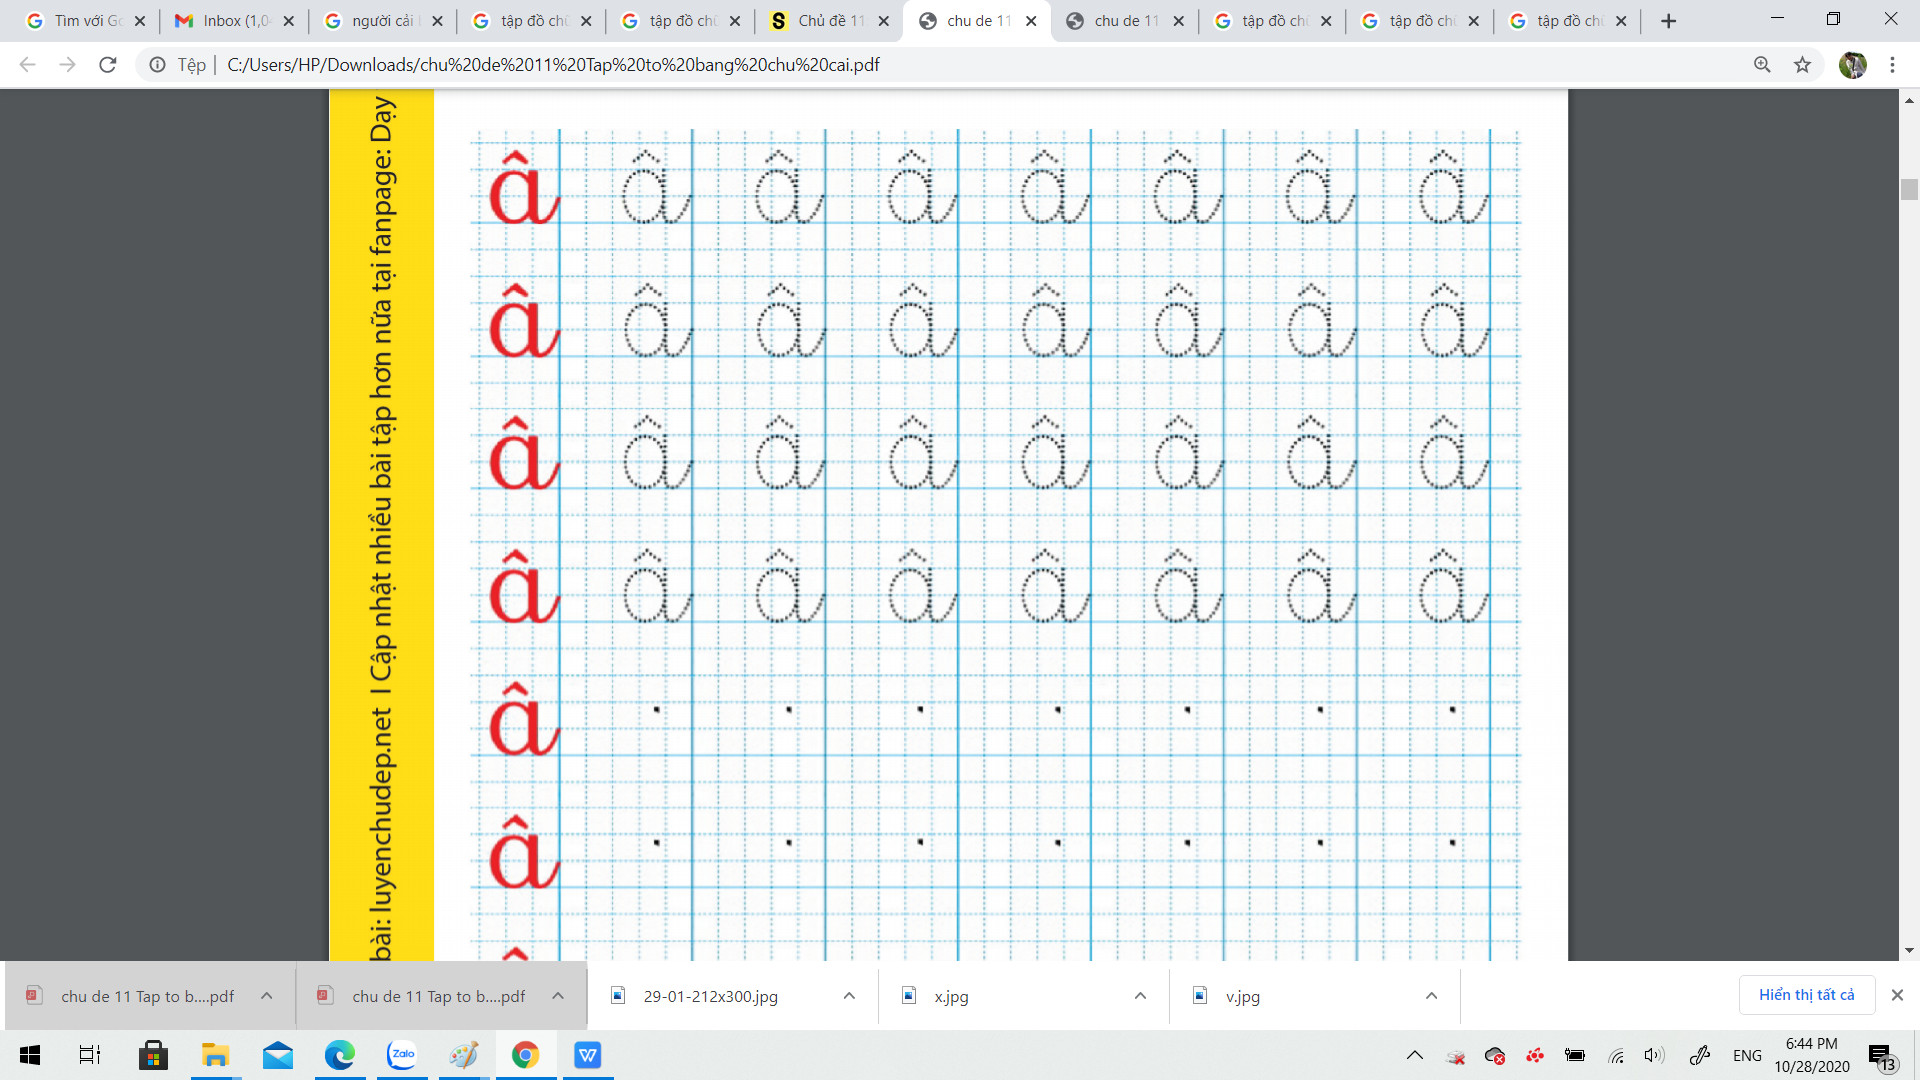 Tìm với Go
Inbox (1,0
người cải
tập đồ chữ
tập đồ chữ
Chủ đề 11
chu de 11
chu de 11
tập đồ chữ
tập đồ chữ
tập đồ chữ
Tệp | C:/Users/HP/Downloads/chu%20de%2011%20Tap%20to%20bang%20chu%20cai.pdf
bài: luyenchudep.net I Cập nhật nhiều bài tập hơn nữa tại fanpage: Dạy
â â â â â â â â
â â â â â â â â
â â â â â â â â
â â â â â â â â
â
â
chu de 11 Tap to b....pdf
chu de 11 Tap to b....pdf
29-01-212x300.jpg
x.jpg
v.jpg
Hiển thị tất cả
Zalo
W
ENG
6:44 PM
10/28/2020
13